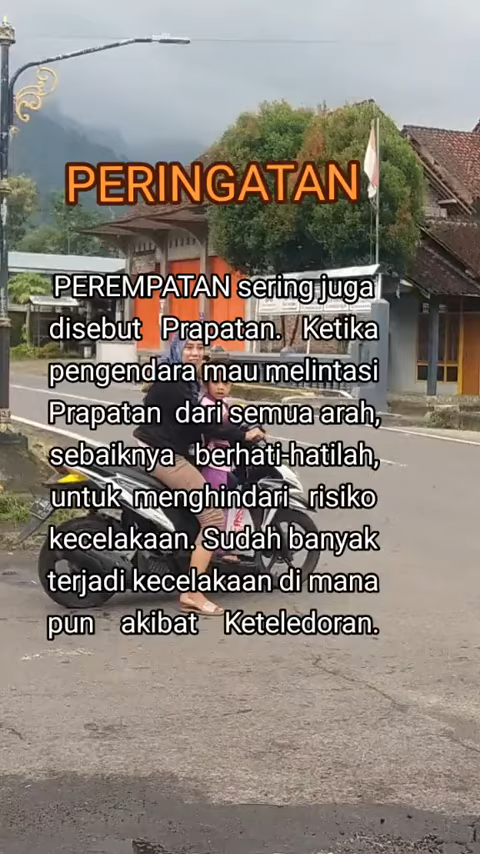 PERINGATAN
PEREMPATAN sering juga
disebut Prapatan. Ketika
pengendara mau melintasi
Prapatan dari semua arah,
sebaiknya berhati-hatilah,
untuk menghindari risiko
kecelakaan. Sudah banyak
terjadi kecelakaan di mana
pun akibat Keteledoran.